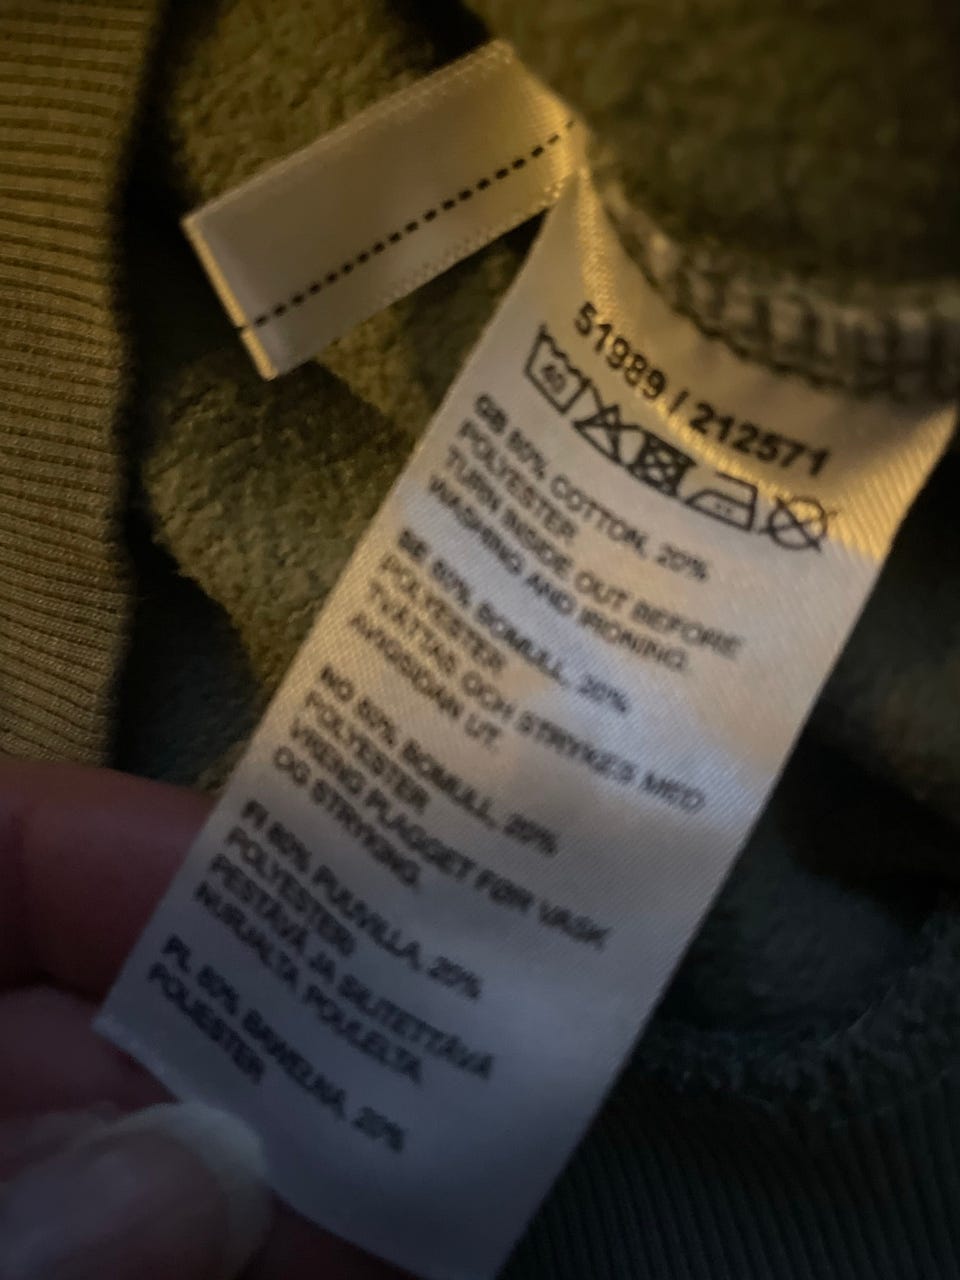 51989 / 212571
40
GB 80% COTTON, 20%
POLYESTER
TURN INSIDE OUT BEFORE
WASHING AND IRONING.
SE 80% BOMULL, 20%
POLYESTER
TVÄTTAS OCH STRYKES MED
AVIGSIDAN UT.
NO 80% BOMULL, 20%
POLYESTER
VRENG PLAGGET FØR VASK
OG STRYKING.
FI 80% PUUVILLA, 20%
POLYESTERI
PESTÄVÄ JA SILITETTÄVÄ
NURJALTA PUOLELTA.
PL 80% BAWEŁNA, 20%
POLIESTER